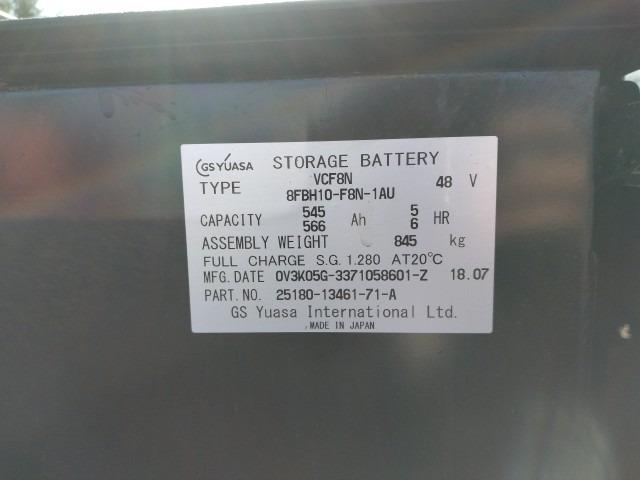 GS YUASA STORAGE BATTERY
TYPE VCF8N 48 V
8FBH10-F8N-1AU
CAPACITY 545 Ah 5 HR
566 6
ASSEMBLY WEIGHT 845 kg
FULL CHARGE S.G. 1.280 AT20℃
MFG. DATE 0V3K05G-3371058601-Z 18.07
PART. NO. 25180-13461-71-A
GS Yuasa International Ltd.
MADE IN JAPAN